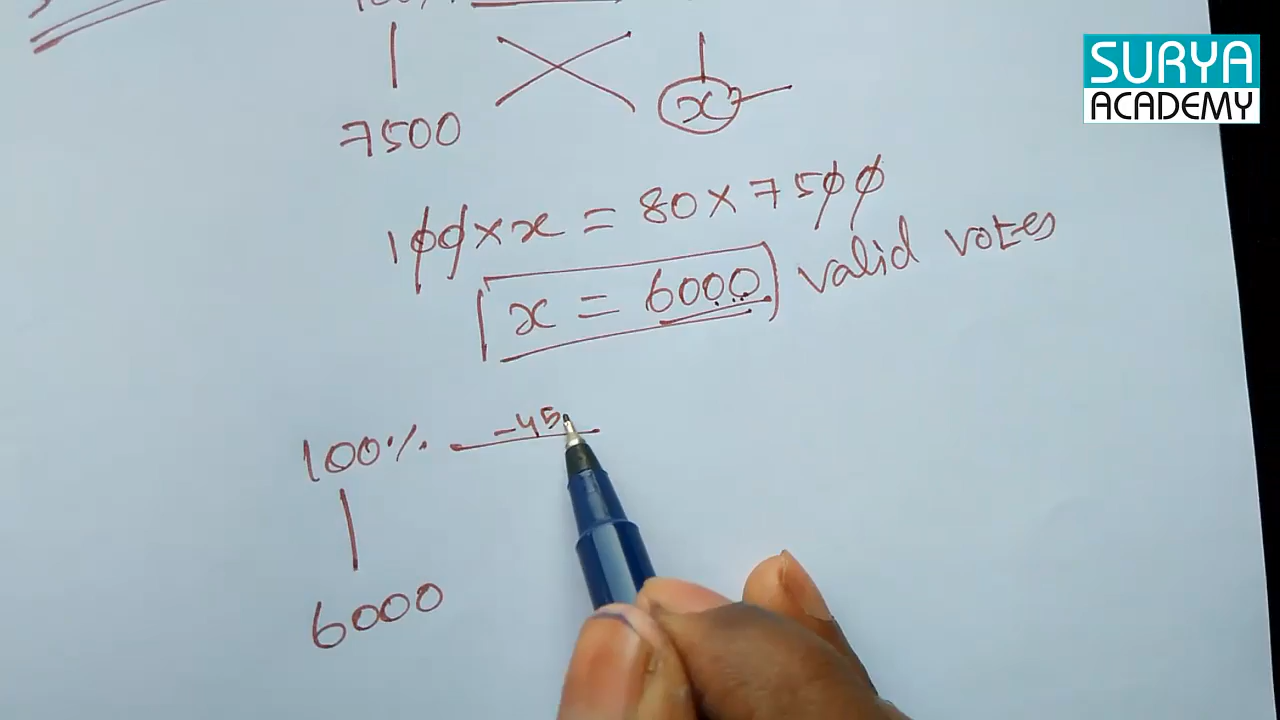 SURYA
ACADEMY
7500
x
100 × x = 80 × 7500
x = 6000 valid votes
100% -45
6000